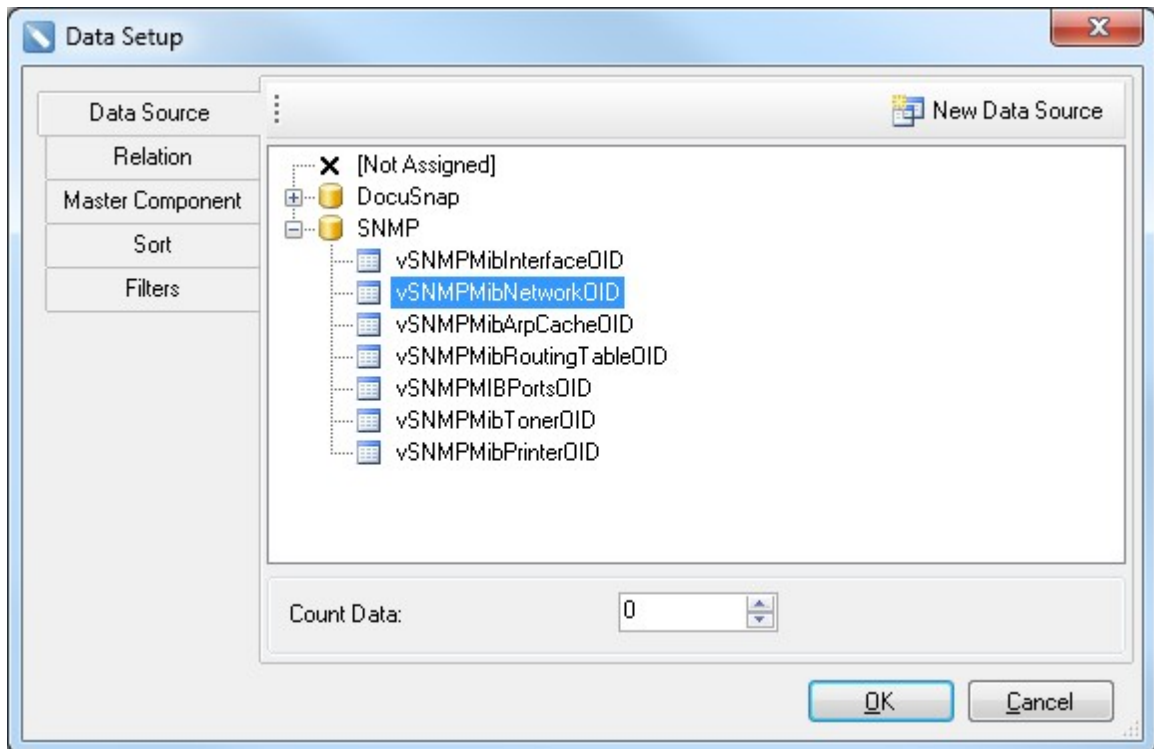 Data Setup
Data Source
New Data Source
Relation
Master Component
Sort
Filters
[Not Assigned]
DocuSnap
SNMP
vSNMPMibInterfaceOID
vSNMPMibNetworkOID
vSNMPMibArpCacheOID
vSNMPMibRoutingTableOID
vSNMPMIBPortsOID
vSNMPMibTonerOID
vSNMPMibPrinterOID
Count Data: 0
OK Cancel